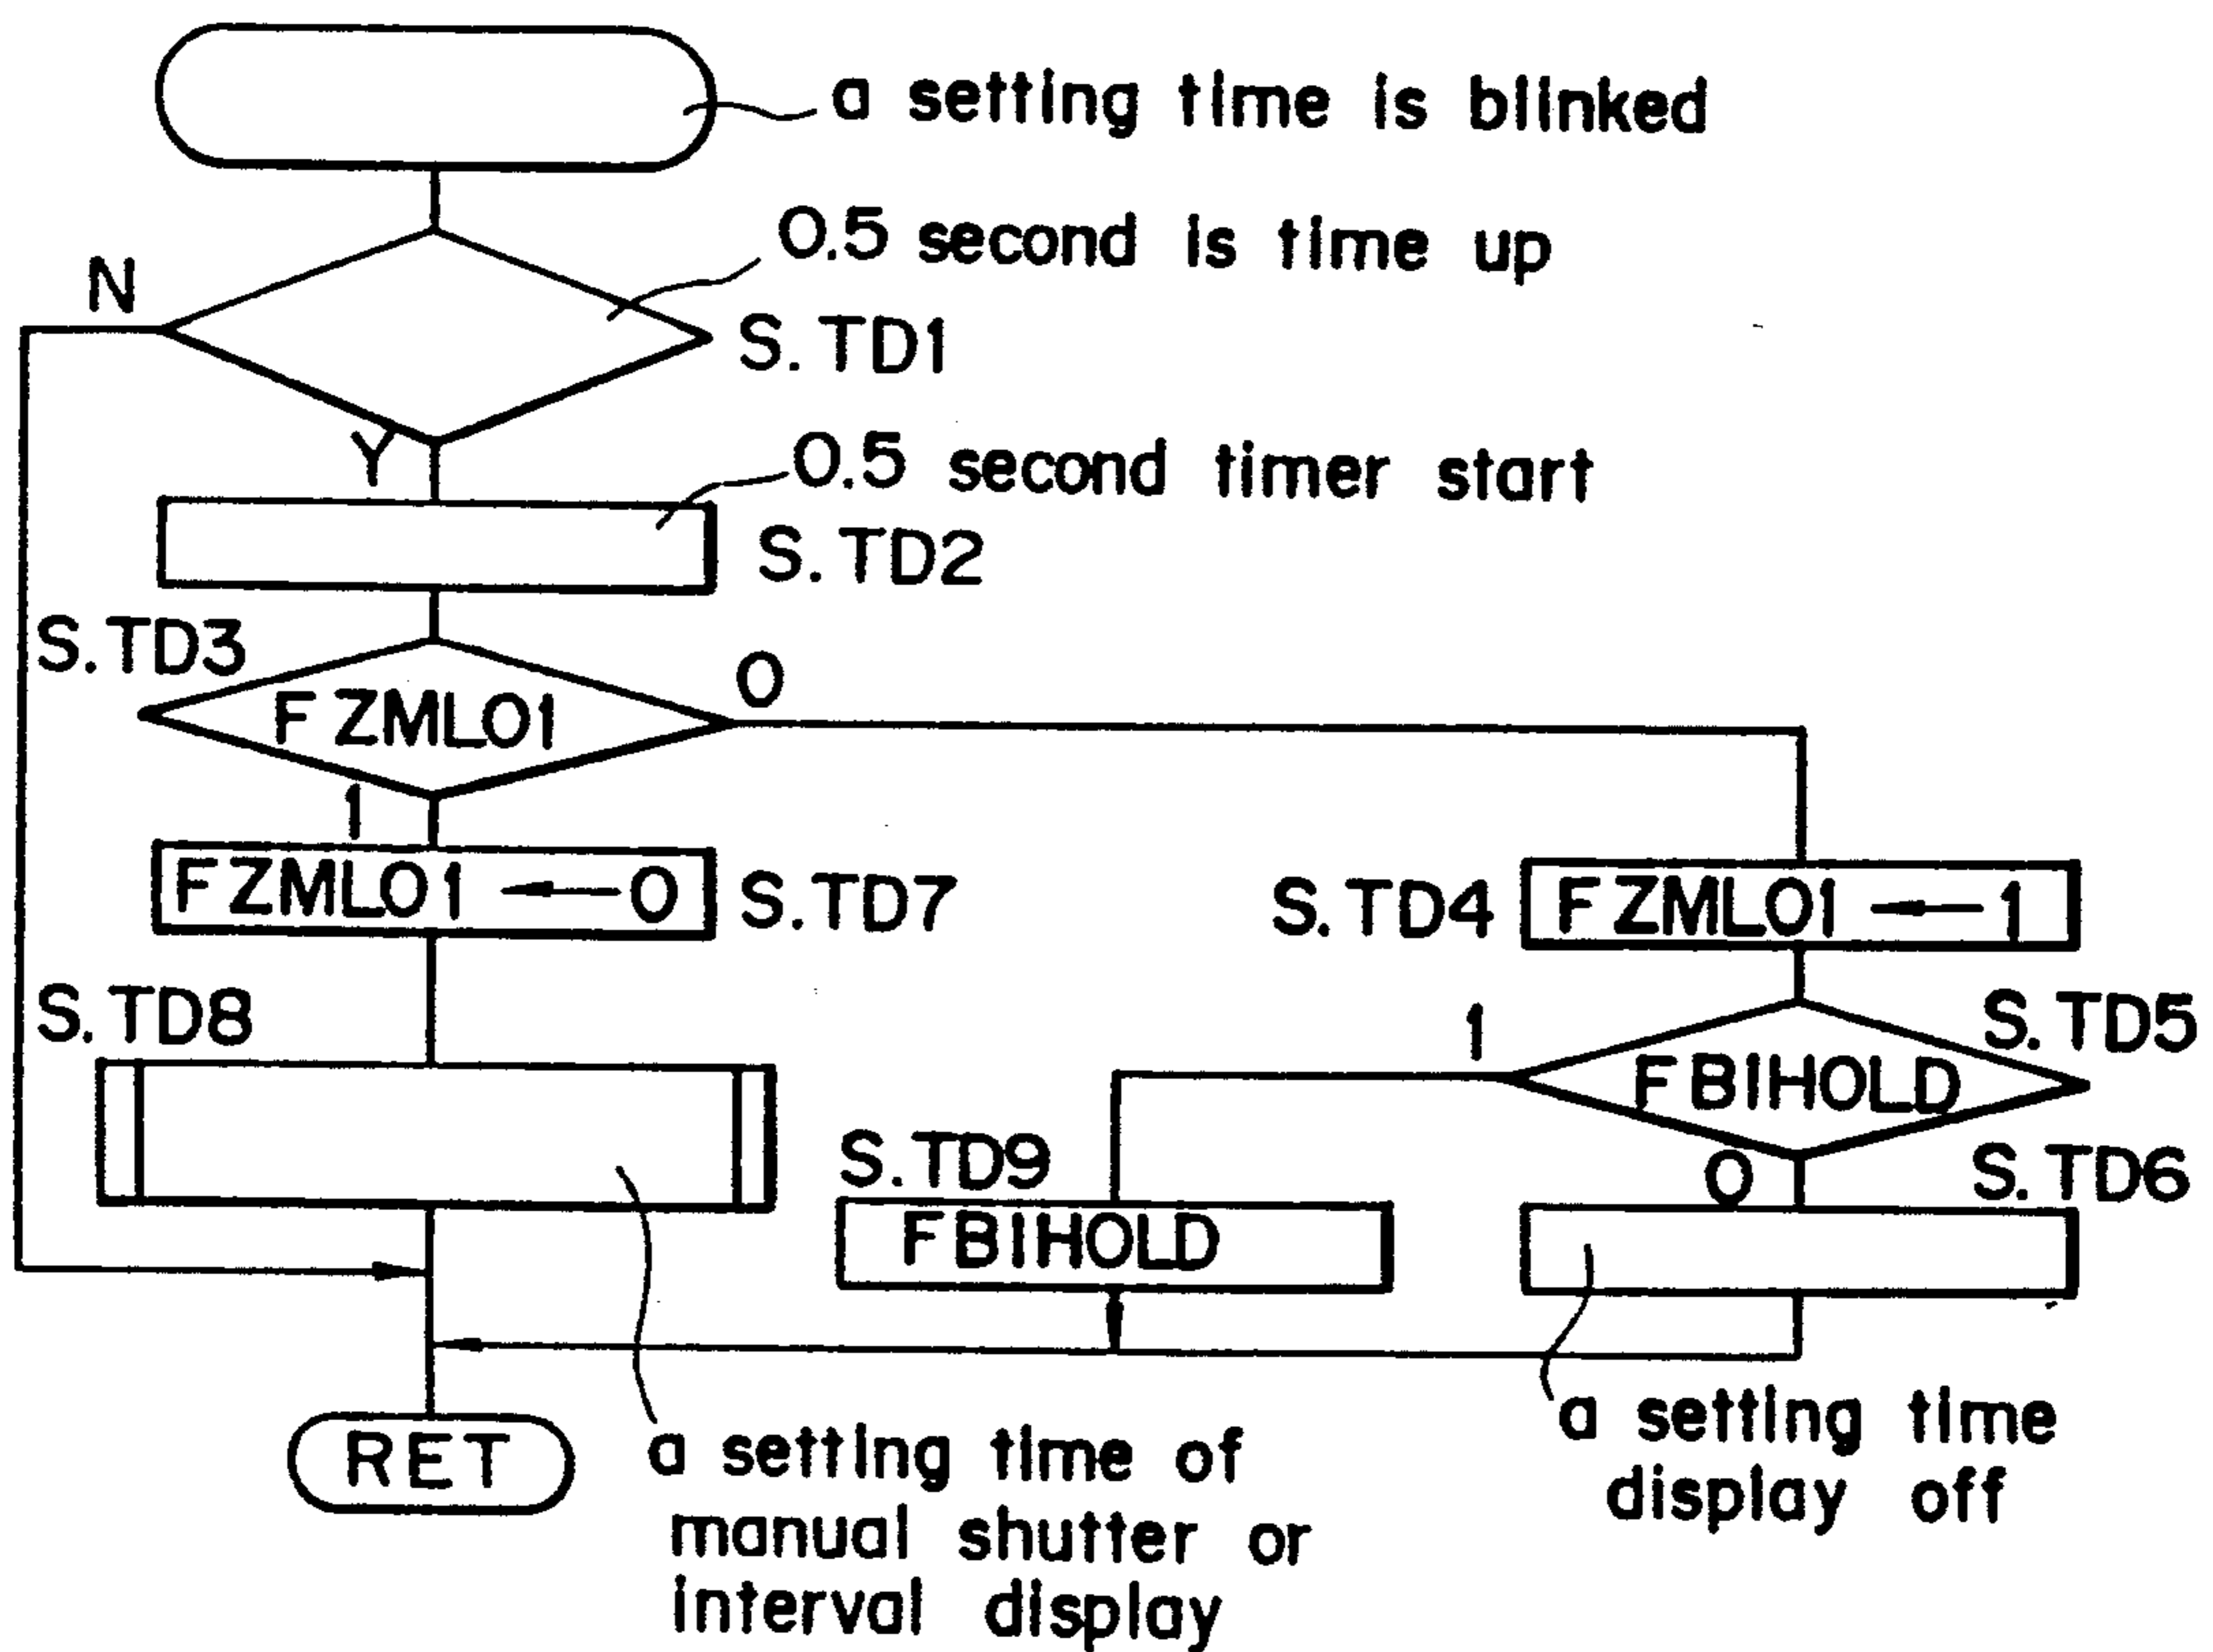 a setting time is blinked
0.5 second is time up
N
S.TD1
Y
0.5 second timer start
S.TD2
S.TD3
FZML01
0
1
FZML01 ← 0
S.TD7
S.TD4
FZML01 ← 1
S.TD8
1
S.TD5
FB1HOLD
S.TD9
0
S.TD6
FB1HOLD
RET
a setting time of
manual shutter or
interval display
a setting time
display off